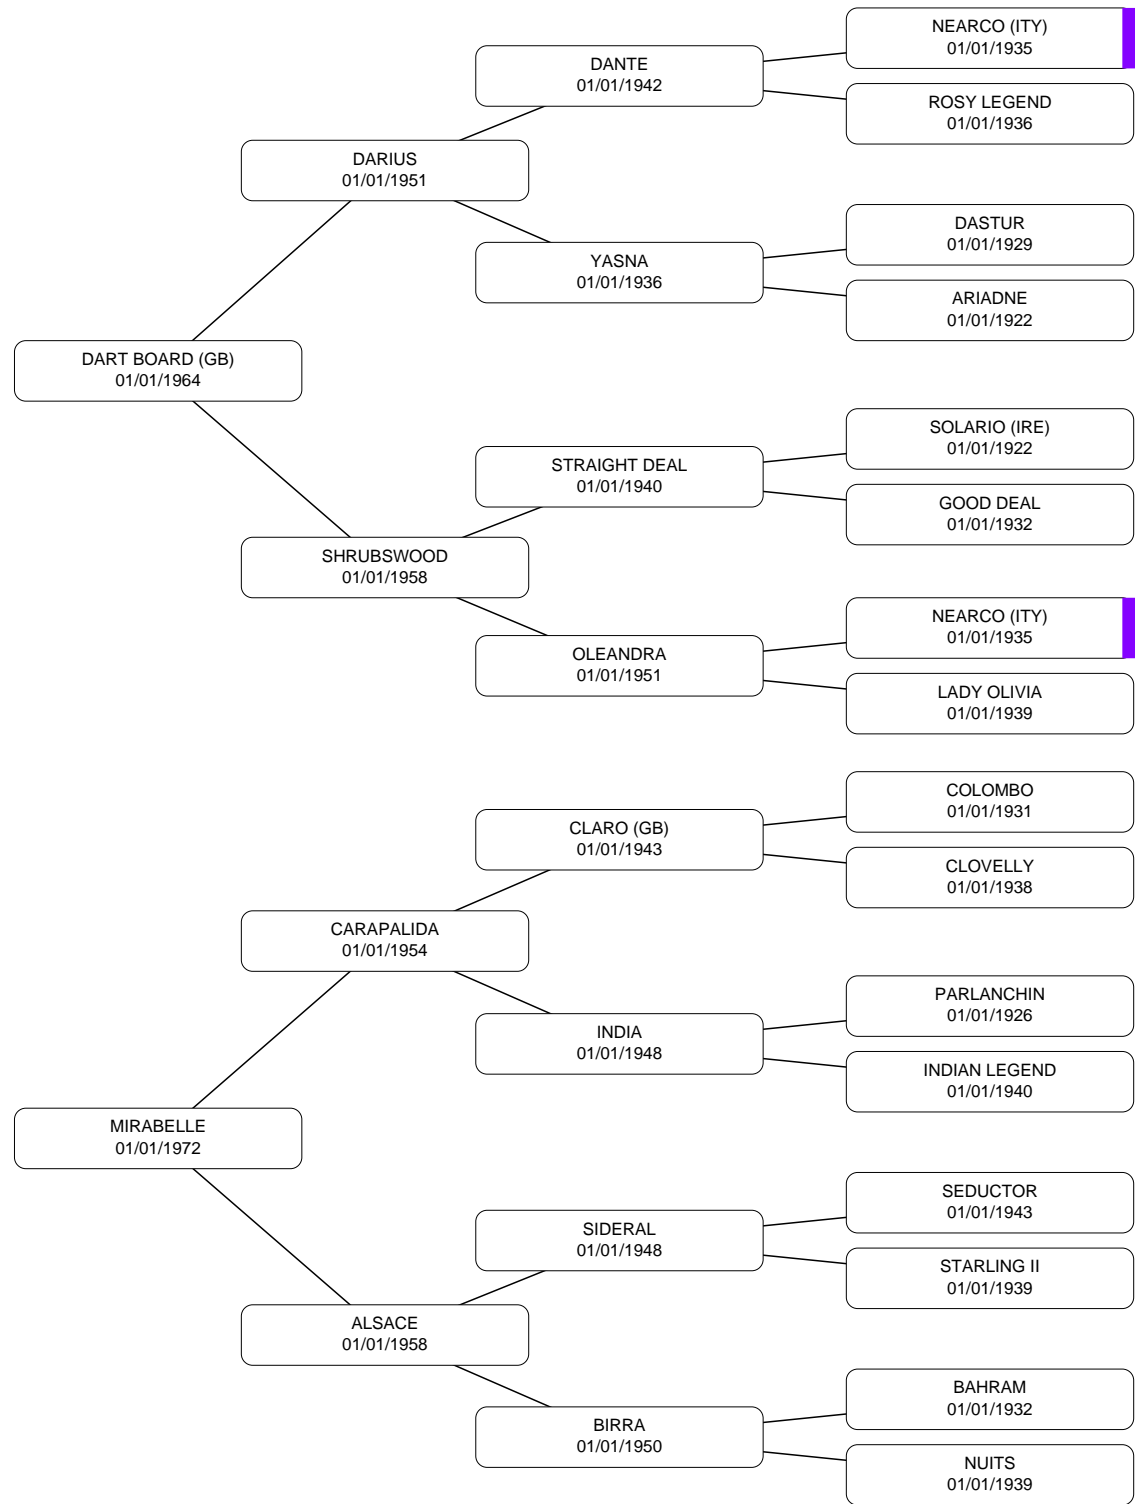 NEARCO (ITY)
01/01/1935
DANTE
01/01/1942
ROSY LEGEND
01/01/1936
DARIUS
01/01/1951
DASTUR
01/01/1929
YASNA
01/01/1936
ARIADNE
01/01/1922
DART BOARD (GB)
01/01/1964
SOLARIO (IRE)
01/01/1922
STRAIGHT DEAL
01/01/1940
GOOD DEAL
01/01/1932
SHRUBSWOOD
01/01/1958
NEARCO (ITY)
01/01/1935
OLEANDRA
01/01/1951
LADY OLIVIA
01/01/1939
COLOMBO
01/01/1931
CLARO (GB)
01/01/1943
CLOVELLY
01/01/1938
CARAPALIDA
01/01/1954
PARLANCHIN
01/01/1926
INDIA
01/01/1948
INDIAN LEGEND
01/01/1940
MIRABELLE
01/01/1972
SEDUCTOR
01/01/1943
SIDERAL
01/01/1948
STARLING II
01/01/1939
ALSACE
01/01/1958
BAHRAM
01/01/1932
BIRRA
01/01/1950
NUITS
01/01/1939